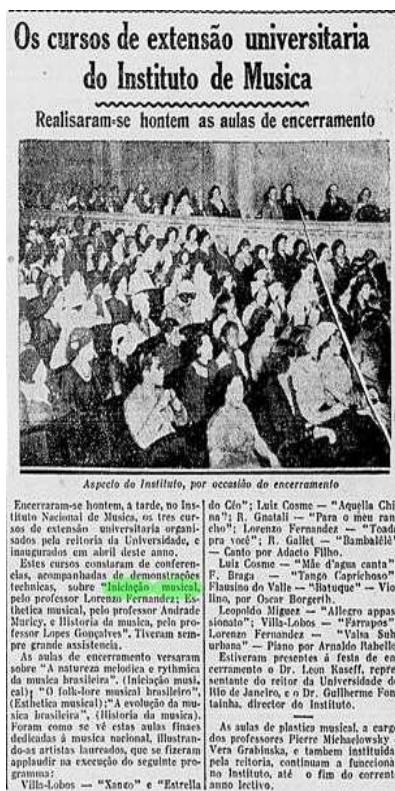 Os cursos de extensão universitaria
do Instituto de Musica
Realisaram-se hontem as aulas de encerramento
Aspecto do Instituto, por occasião do encerramento
Encerraram-se hontem, á tarde, no Ins-
tituto Nacional de Musica, os tres cur-
sos de extensão universitaria organi-
sados pela reitoria da Universidade, e
inaugurados em abril deste anno.
Estes cursos constaram de conferen-
cias, acompanhadas de demonstrações
technicas, sobre "Iniciação musical,
pelo professor Lorenzo Fernandez; Es-
thetica musical, pelo professor Andrade
Muricy, e Historia da musica, pelo pro-
fessor Lopes Gonçalves". Tiveram sem-
pre grande assistencia.
As aulas de encerramento versaram
sobre "A natureza melodica e rythmica
da musica brasileira". (Iniciação musi-
cal); "O folk-lore musical brasileiro",
(Esthetica musical); "A evolução da mu-
sica brasileira", (Historia da musica).
Foram como se vê estas aulas finaes
dedicadas á musica nacional, illustran-
do-as artistas laureados, que se fizeram
applaudir na execução do seguinte pro-
gramma:
Villa-Lobos — "Xango" e "Estrella
do Céo"; Luiz Cosme — "Aquella Chi
na"; R. Gnatali — "Para o meu ran
cho"; Lorenzo Fernandez — "Toada
pra você"; R. Gallet — "Bambalêlê"
— Canto por Adacto Filho.
Luiz Cosme — "Mãe d'agua canta"
F. Braga — "Tango Caprichoso"
Flausino do Valle — "Batuque" — Vio
lino, por Oscar Borgerth.
Leopoldo Miguez — "Allegro appas
sionato"; Villa-Lobos — "Farrapos"
Lorenzo Fernandez — "Valsa Sub
urbana" — Piano por Arnaldo Rabello
Estiveram presentes á festa de en
cerramento o Dr. Leon Kaseff, repre
sentante do reitor da Universidade do
Rio de Janeiro, e o Dr. Guilherme Fon
tainha, director do Instituto.
As aulas de plastica musical, a cargo
dos professores Pierre Michaelowsky
Vera Grabinska, e tambem instituida
pela reitoria, continuam a funcciona
no Instituto, até o fim do corrent
anno lectivo.